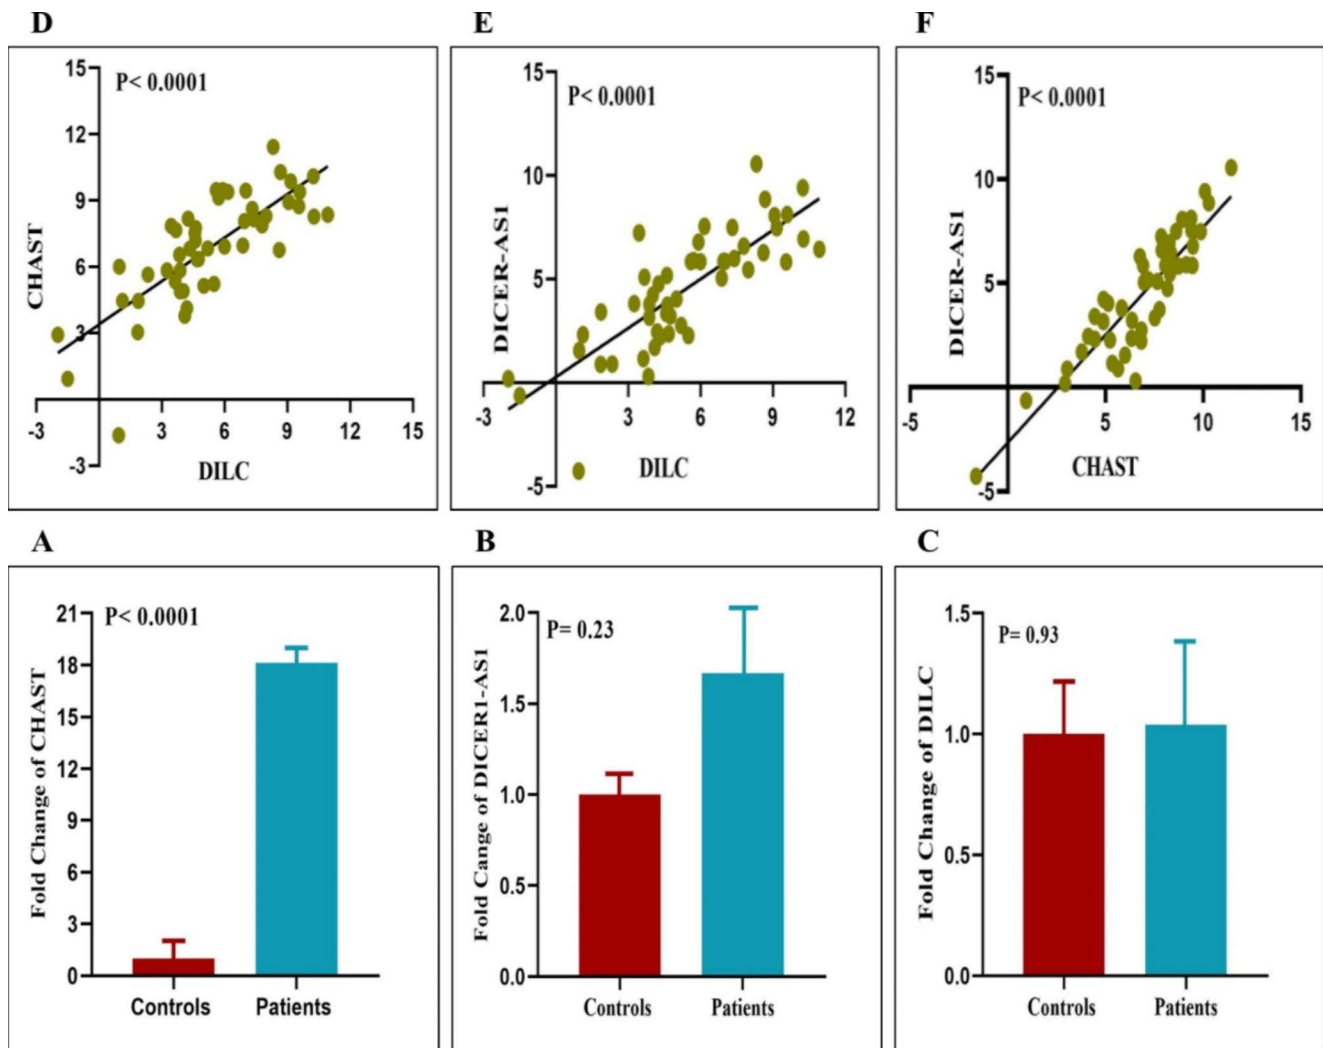 D
P< 0.0001
CHAST
15
12
9
6
3
-3
-3
3
6
9
12
15
DILC
E
P< 0.0001
DICER-AS1
15
10
5
-5
3
6
9
12
DILC
F
P< 0.0001
DICER-AS1
15
10
5
-5
-5
5
10
15
CHAST
A
P< 0.0001
Fold Change of CHAST
21
18
15
12
9
6
3
0
Controls Patients
B
P= 0.23
Fold Cange of DICER1-AS1
2.0
1.5
1.0
0.5
0.0
Controls Patients
C
P= 0.93
Fold Change of DILC
1.5
1.0
0.5
0.0
Controls Patients